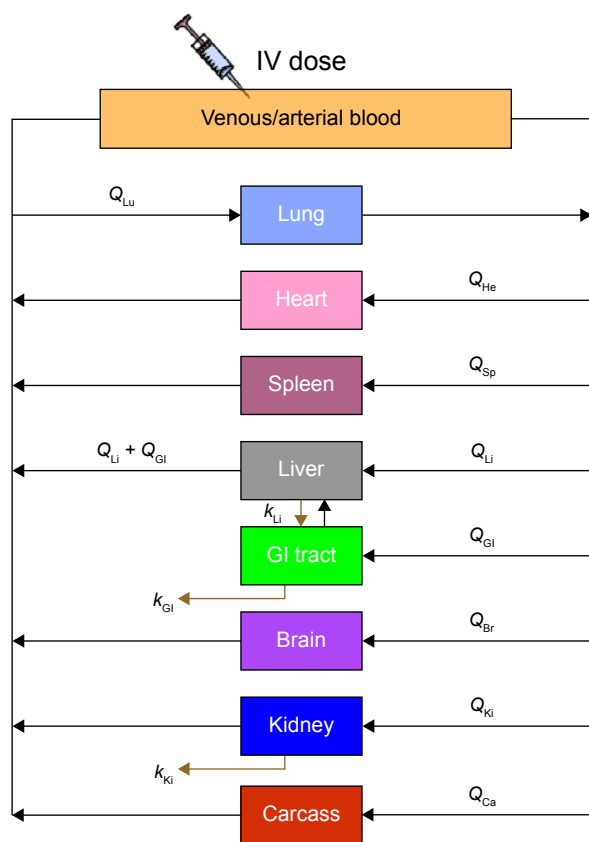 IV dose
Venous/arterial blood
QLu
Lung
Heart
QHe
Spleen
QSp
QLi + QGI
Liver
QLi
kLi
GI tract
QGI
kGI
Brain
QBr
Kidney
QKi
kKi
Carcass
QCa